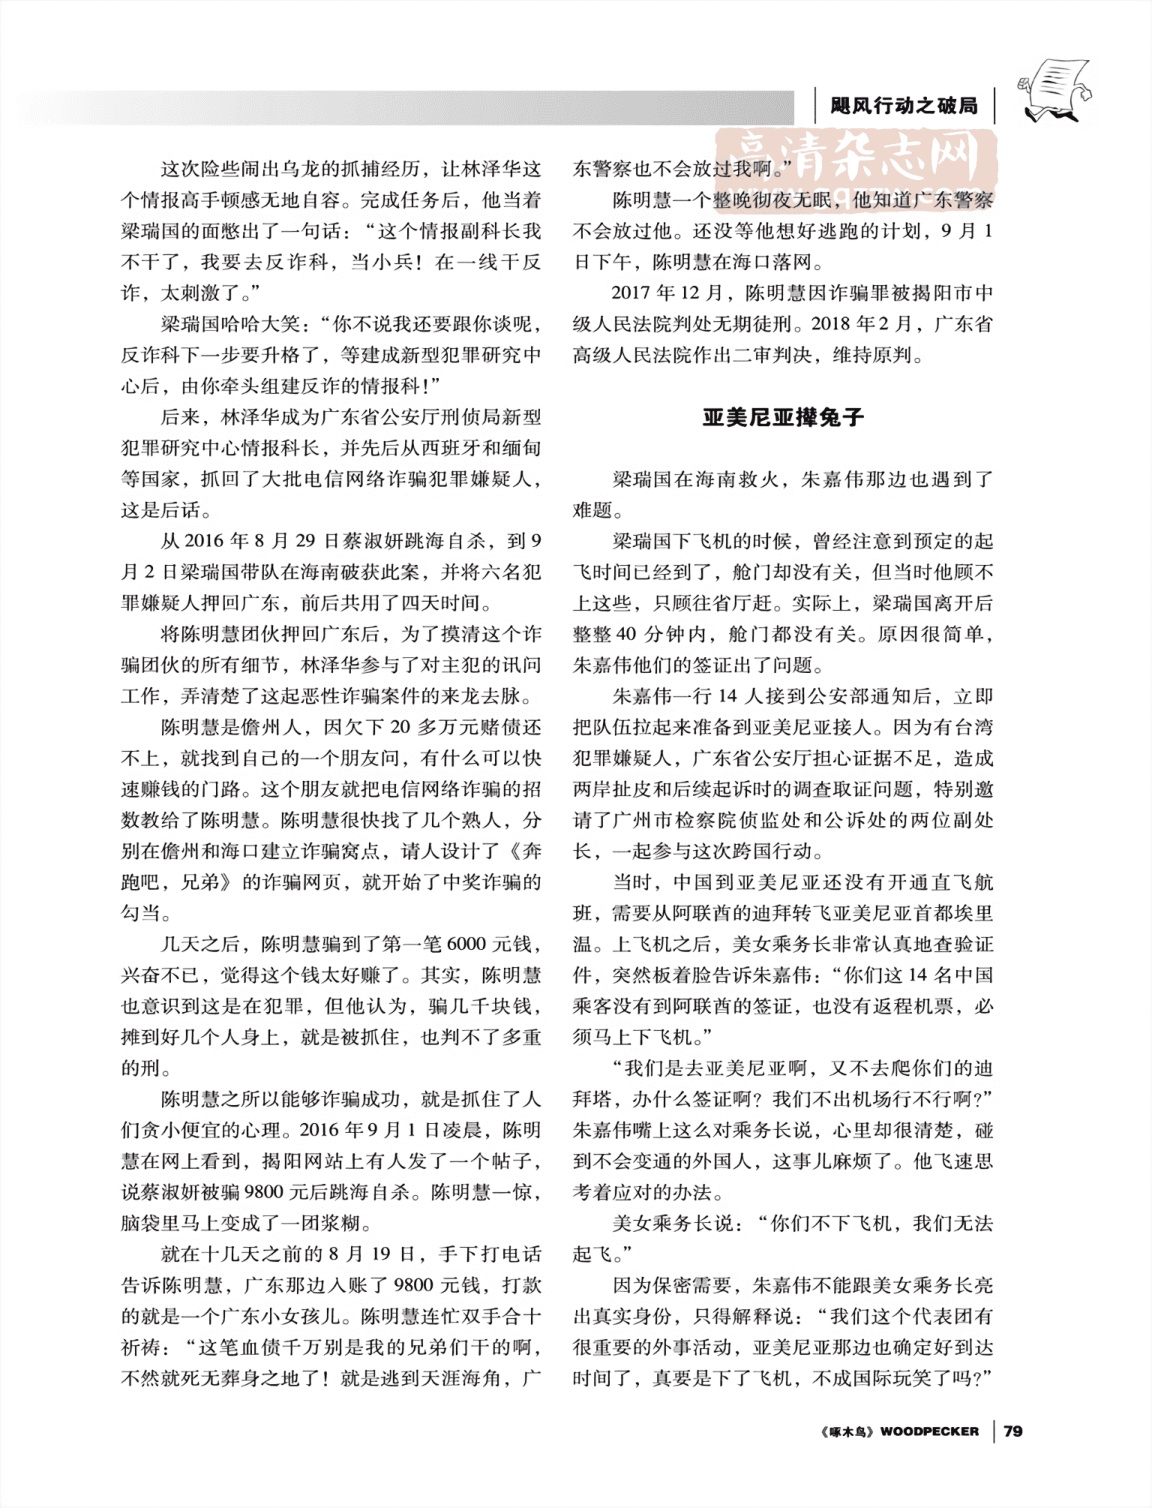 飓风行动之破局
高清杂志网
这次险些闹出乌龙的抓捕经历，让林泽华这
个情报高手顿感无地自容。完成任务后，他当着
梁瑞国的面憋出了一句话：“这个情报副科长我
不干了，我要去反诈科，当小兵！在一线干反
诈，太刺激了。”
梁瑞国哈哈大笑：“你不说我还要跟你谈呢，
反诈科下一步要升格了，等建成新型犯罪研究中
心后，由你牵头组建反诈的情报科！”
后来，林泽华成为广东省公安厅刑侦局新型
犯罪研究中心情报科长，并先后从西班牙和缅甸
等国家，抓回了大批电信网络诈骗犯罪嫌疑人，
这是后话。
从 2016 年 8 月 29 日蔡淑妍跳海自杀，到 9
月 2 日梁瑞国带队在海南破获此案，并将六名犯
罪嫌疑人押回广东，前后共用了四天时间。
将陈明慧团伙押回广东后，为了摸清这个诈
骗团伙的所有细节，林泽华参与了对主犯的讯问
工作，弄清楚了这起恶性诈骗案件的来龙去脉。
陈明慧是儋州人，因欠下 20 多万元赌债还
不上，就找到自己的一个朋友问，有什么可以快
速赚钱的门路。这个朋友就把电信网络诈骗的招
数教给了陈明慧。陈明慧很快找了几个熟人，分
别在儋州和海口建立诈骗窝点，请人设计了《奔
跑吧，兄弟》的诈骗网页，就开始了中奖诈骗的
勾当。
几天之后，陈明慧骗到了第一笔 6000 元钱，
兴奋不已，觉得这个钱太好赚了。其实，陈明慧
也意识到这是在犯罪，但他认为，骗几千块钱，
摊到好几个人身上，就是被抓住，也判不了多重
的刑。
陈明慧之所以能够诈骗成功，就是抓住了人
们贪小便宜的心理。2016 年 9 月 1 日凌晨，陈明
慧在网上看到，揭阳网站上有人发了一个帖子，
说蔡淑妍被骗 9800 元后跳海自杀。陈明慧一惊，
脑袋里马上变成了一团浆糊。
就在十几天之前的 8 月 19 日，手下打电话
告诉陈明慧，广东那边入账了 9800 元钱，打款
的就是一个广东小女孩儿。陈明慧连忙双手合十
祈祷：“这笔血债千万别是我的兄弟们干的啊，
不然就死无葬身之地了！就是逃到天涯海角，广
东警察也不会放过我啊。”
陈明慧一个整晚彻夜无眠，他知道广东警察
不会放过他。还没等他想好逃跑的计划，9 月 1
日下午，陈明慧在海口落网。
2017 年 12 月，陈明慧因诈骗罪被揭阳市中
级人民法院判处无期徒刑。2018 年 2 月，广东省
高级人民法院作出二审判决，维持原判。
亚美尼亚撵兔子
梁瑞国在海南救火，朱嘉伟那边也遇到了
难题。
梁瑞国下飞机的时候，曾经注意到预定的起
飞时间已经到了，舱门却没有关，但当时他顾不
上这些，只顾往省厅赶。实际上，梁瑞国离开后
整整 40 分钟内，舱门都没有关。原因很简单，
朱嘉伟他们的签证出了问题。
朱嘉伟一行 14 人接到公安部通知后，立即
把队伍拉起来准备到亚美尼亚接人。因为有台湾
犯罪嫌疑人，广东省公安厅担心证据不足，造成
两岸扯皮和后续起诉时的调查取证问题，特别邀
请了广州市检察院侦监处和公诉处的两位副处
长，一起参与这次跨国行动。
当时，中国到亚美尼亚还没有开通直飞航
班，需要从阿联酋的迪拜转飞亚美尼亚首都埃里
温。上飞机之后，美女乘务长非常认真地查验证
件，突然板着脸告诉朱嘉伟：“你们这 14 名中国
乘客没有到阿联酋的签证，也没有返程机票，必
须马上下飞机。”
“我们是去亚美尼亚啊，又不去爬你们的迪
拜塔，办什么签证啊？我们不出机场行不行啊？”
朱嘉伟嘴上这么对乘务长说，心里却很清楚，碰
到不会变通的外国人，这事儿麻烦了。他飞速思
考着应对的办法。
美女乘务长说：“你们不下飞机，我们无法
起飞。”
因为保密需要，朱嘉伟不能跟美女乘务长亮
出真实身份，只得解释说：“我们这个代表团有
很重要的外事活动，亚美尼亚那边也确定好到达
时间了，真要是下了飞机，不成国际玩笑了吗？”
《啄木鸟》WOODPECKER 79